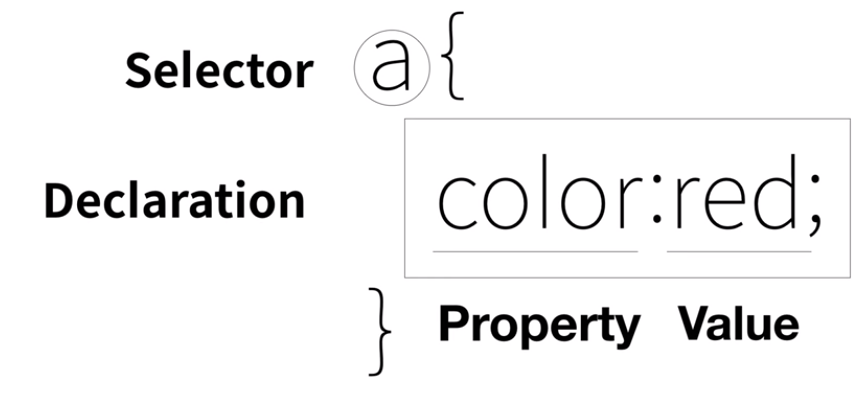 Selector a{
Declaration color:red;
} Property Value